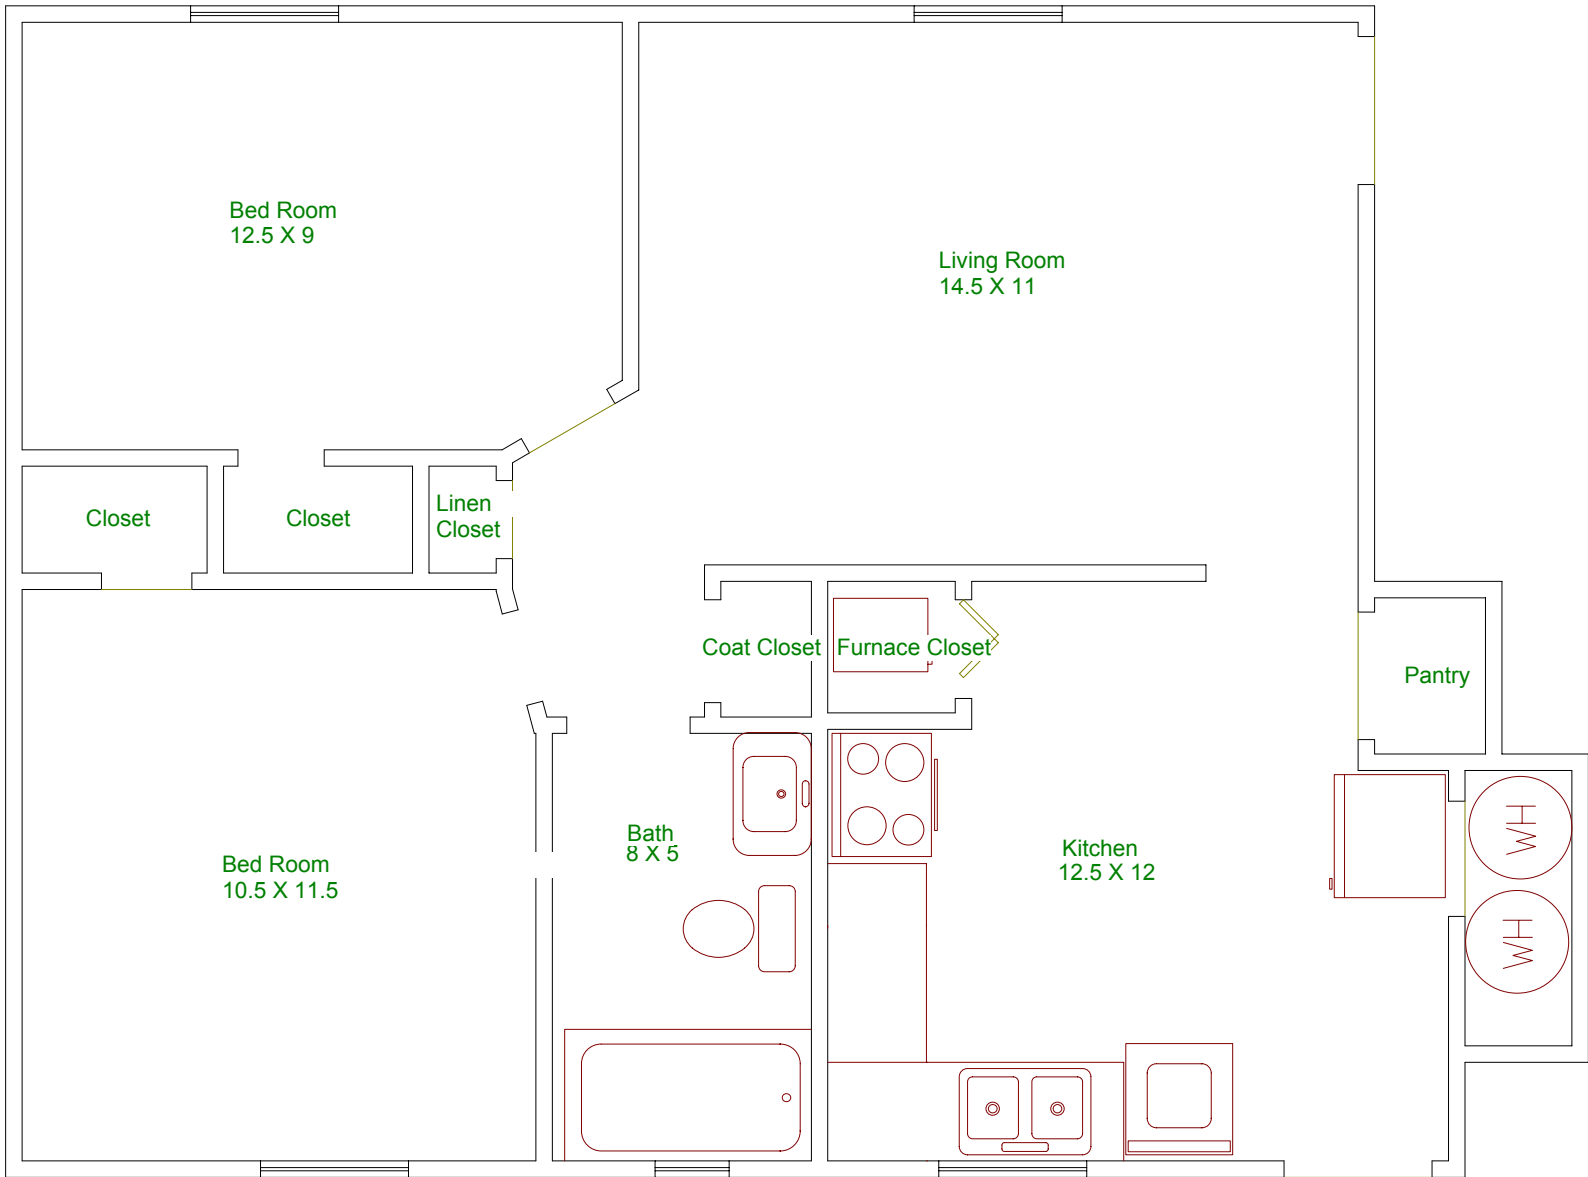 Bed Room
12.5 X 9
Living Room
14.5 X 11
Closet
Closet
Linen
Closet
Coat Closet
Furnace Closet
Pantry
Bed Room
10.5 X 11.5
Bath
8 X 5
Kitchen
12.5 X 12
WH
WH